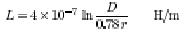 L = 4 × 10⁻⁷ ln D/0.78r H/m